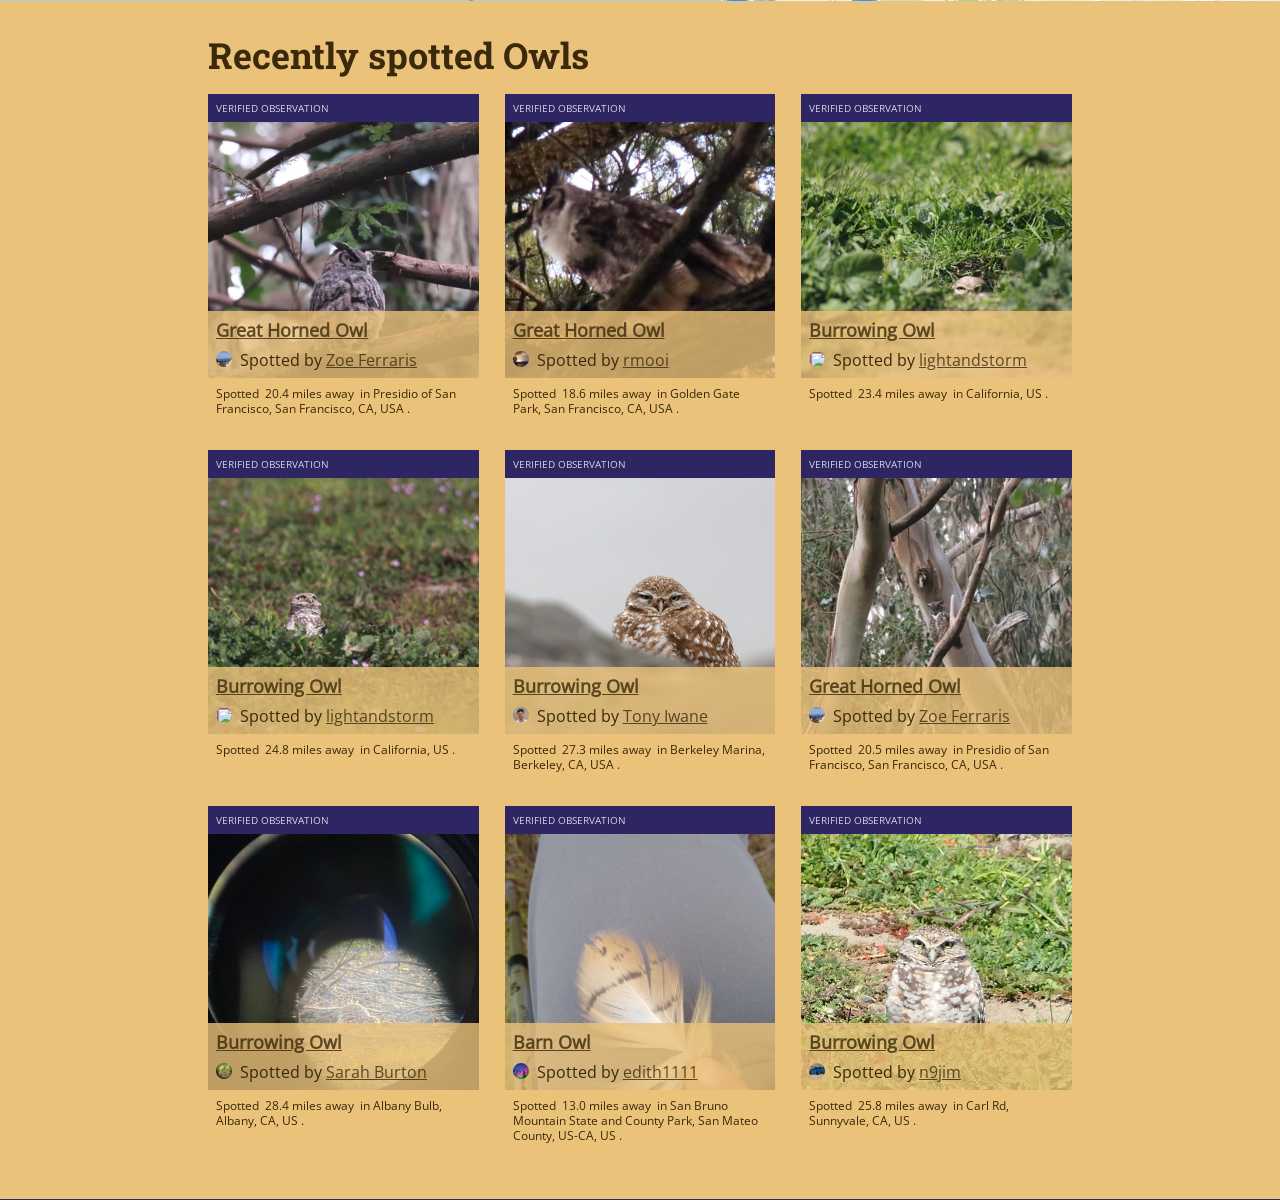 Recently spotted Owls
VERIFIED OBSERVATION
Great Horned Owl
Spotted by Zoe Ferraris
Spotted 20.4 miles away in Presidio of San
Francisco, San Francisco, CA, USA .
VERIFIED OBSERVATION
Great Horned Owl
Spotted by rmooi
Spotted 18.6 miles away in Golden Gate
Park, San Francisco, CA, USA .
VERIFIED OBSERVATION
Burrowing Owl
Spotted by lightandstorm
Spotted 23.4 miles away in California, US .
VERIFIED OBSERVATION
Burrowing Owl
Spotted by lightandstorm
Spotted 24.8 miles away in California, US .
VERIFIED OBSERVATION
Burrowing Owl
Spotted by Tony Iwane
Spotted 27.3 miles away in Berkeley Marina,
Berkeley, CA, USA .
VERIFIED OBSERVATION
Great Horned Owl
Spotted by Zoe Ferraris
Spotted 20.5 miles away in Presidio of San
Francisco, San Francisco, CA, USA .
VERIFIED OBSERVATION
Burrowing Owl
Spotted by Sarah Burton
Spotted 28.4 miles away in Albany Bulb,
Albany, CA, US .
VERIFIED OBSERVATION
Barn Owl
Spotted by edith1111
Spotted 13.0 miles away in San Bruno
Mountain State and County Park, San Mateo
County, US-CA, US .
VERIFIED OBSERVATION
Burrowing Owl
Spotted by n9jim
Spotted 25.8 miles away in Carl Rd,
Sunnyvale, CA, US .